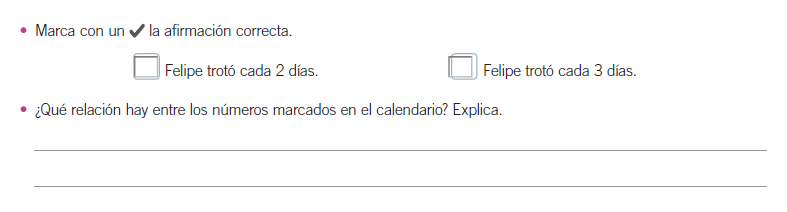 • Marca con un ✔ la afirmación correcta.
Felipe trotó cada 2 días. Felipe trotó cada 3 días.
• ¿Qué relación hay entre los números marcados en el calendario? Explica.